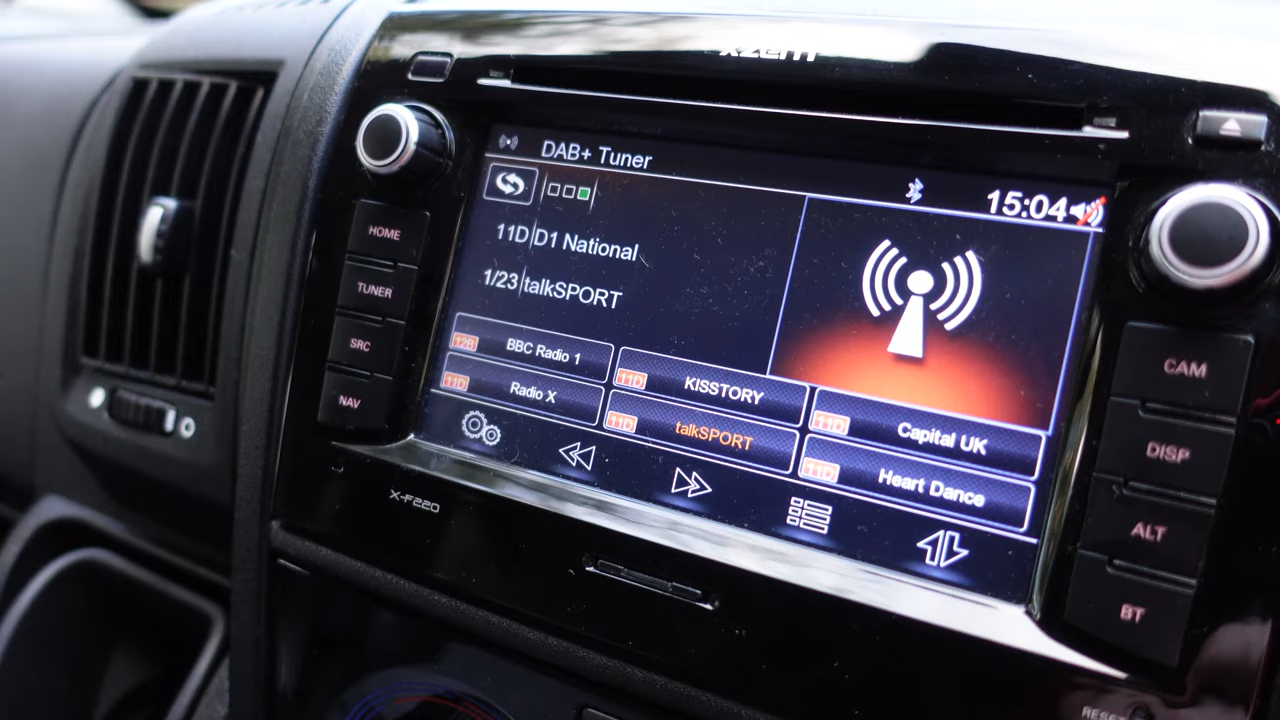 xzent
DAB+ Tuner
15:04
11D D1 National
1/23 talkSPORT
12B BBC Radio 1
11D KISSTORY
11D Capital UK
11D Radio X
11D talkSPORT
11D Heart Dance
HOME
TUNER
SRC
NAV
CAM
DISP
ALT
BT
X-F220
RESET